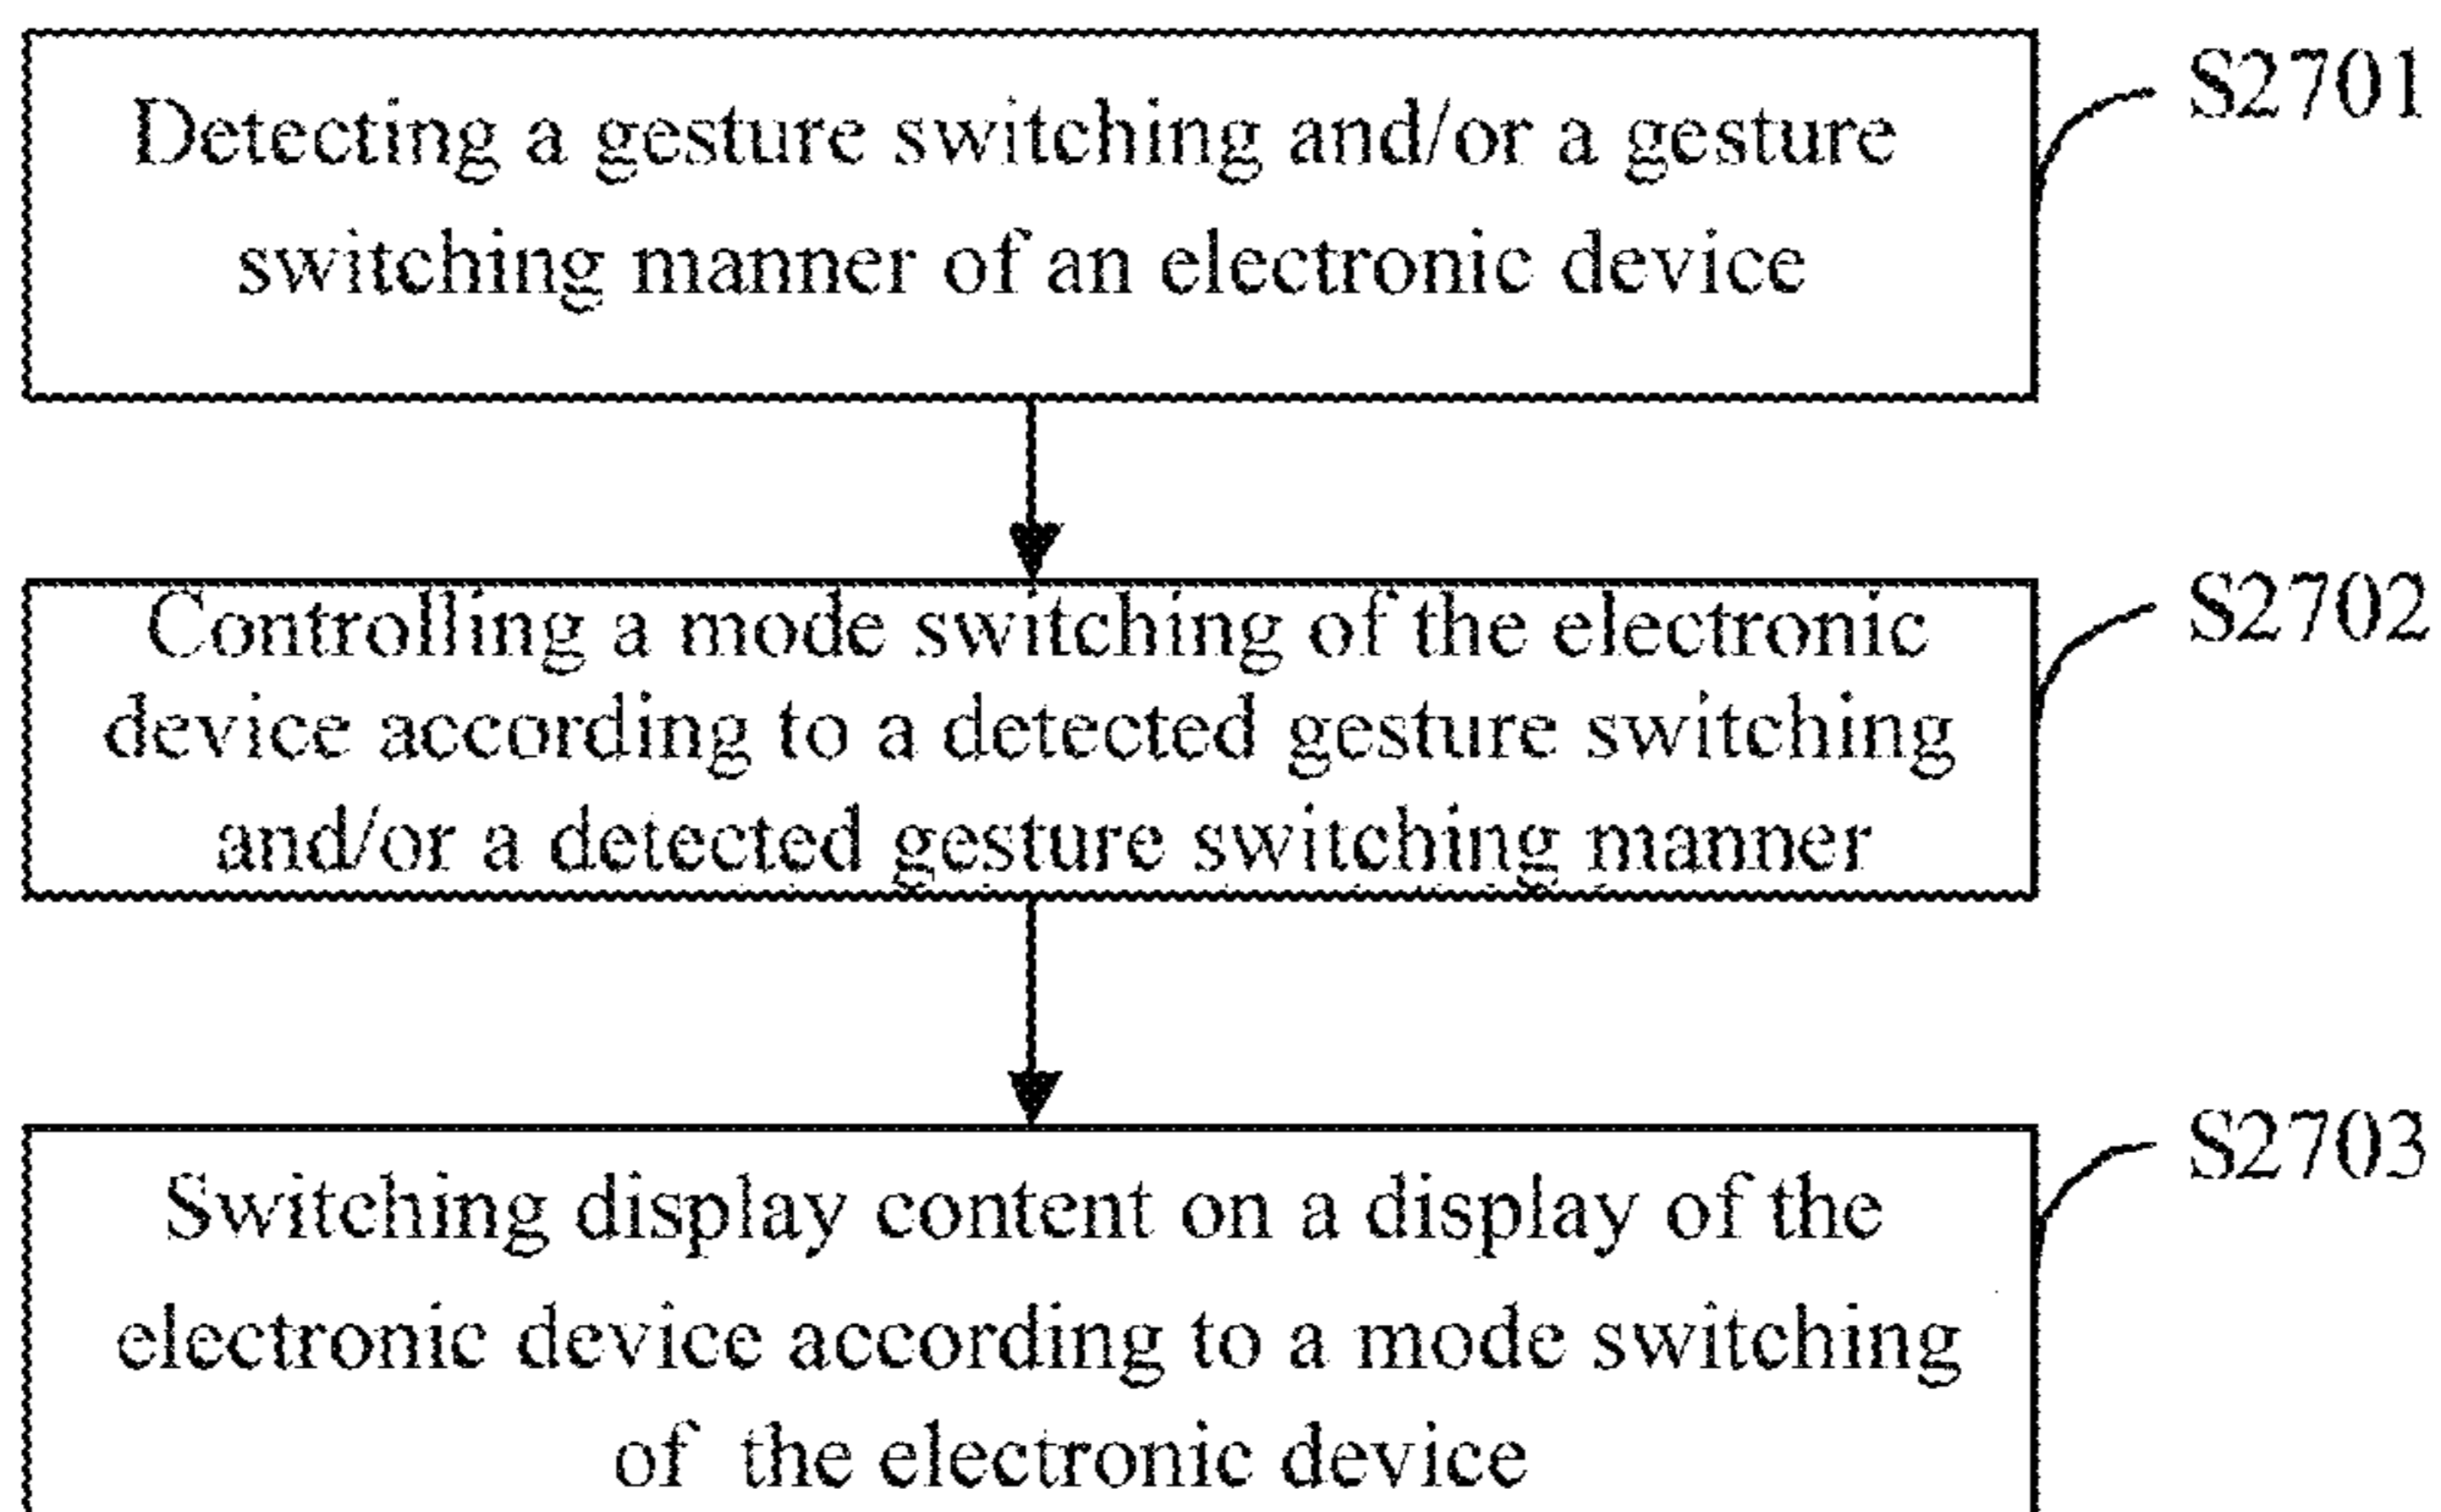 Detecting a gesture switching and/or a gesture
switching manner of an electronic device
S2701
Controlling a mode switching of the electronic
device according to a detected gesture switching
and/or a detected gesture switching manner
S2702
Switching display content on a display of the
electronic device according to a mode switching
of the electronic device
S2703